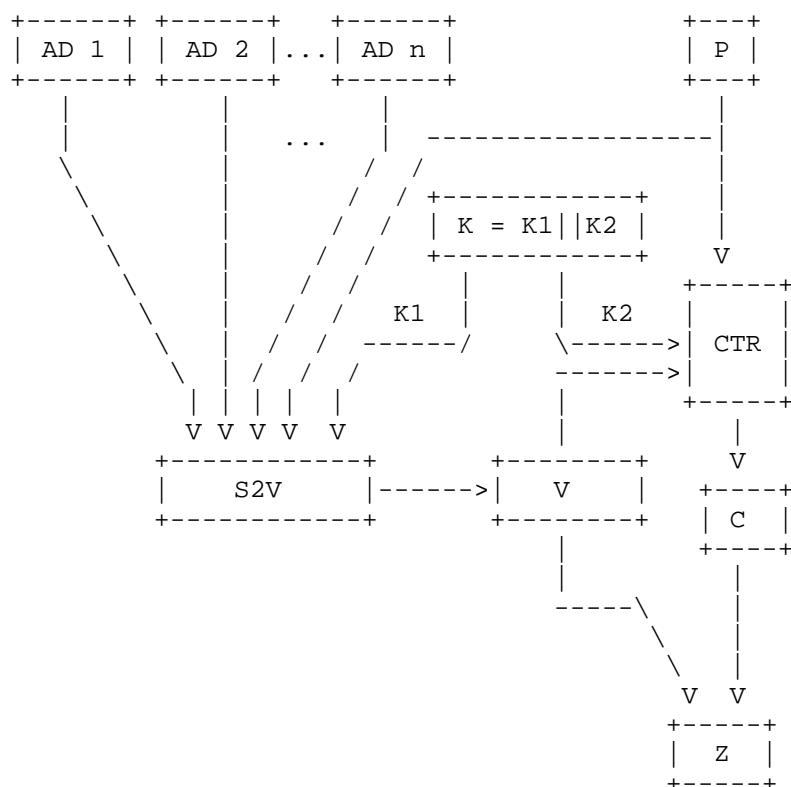 AD 1 AD 2 ... AD n P
...
K = K1||K2
K1 K2
CTR
V V V V V
S2V V
C
V V
Z